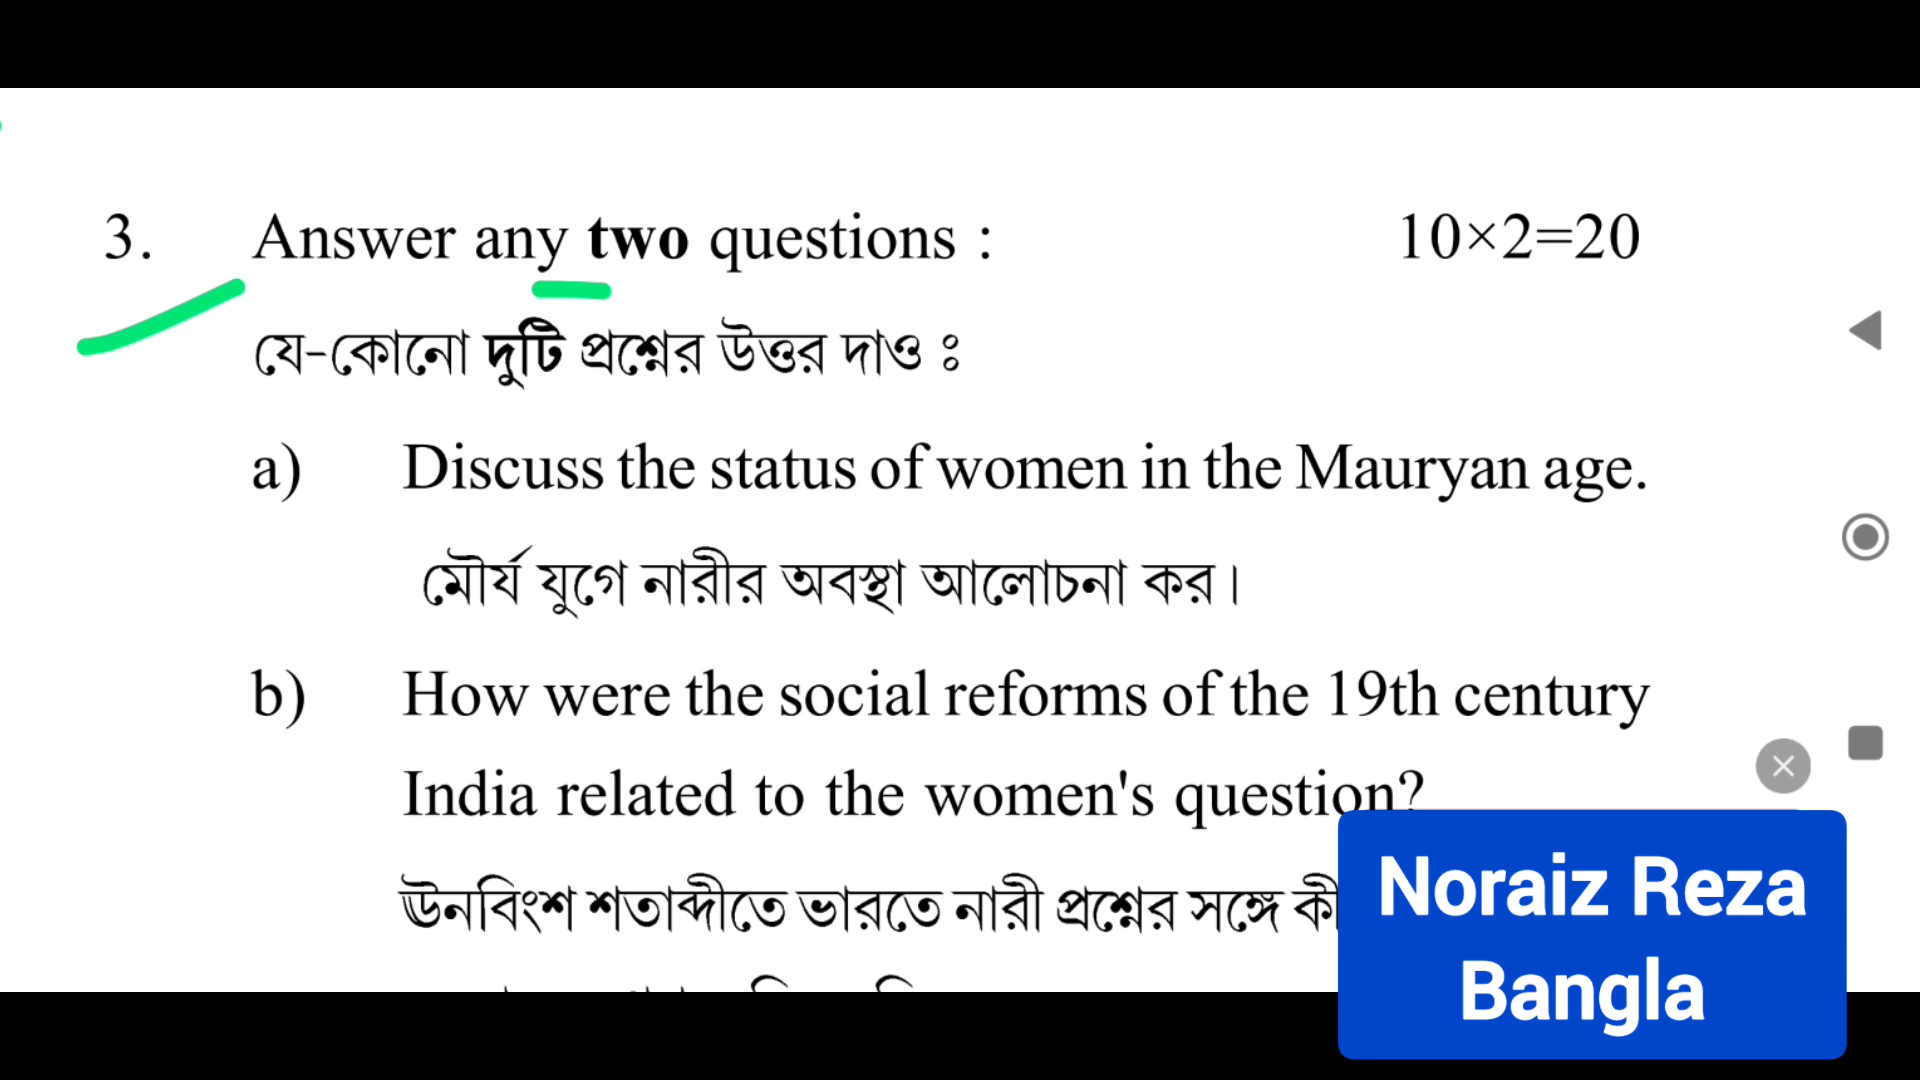 3. Answer any two questions : 10×2=20
যে-কোনো দুটি প্রশ্নের উত্তর দাও ঃ
a) Discuss the status of women in the Mauryan age.
মৌর্য যুগে নারীর অবস্থা আলোচনা কর।
b) How were the social reforms of the 19th century
India related to the women's question?
ঊনবিংশ শতাব্দীতে ভারতে নারী প্রশ্নের সঙ্গে কী
Noraiz Reza
Bangla